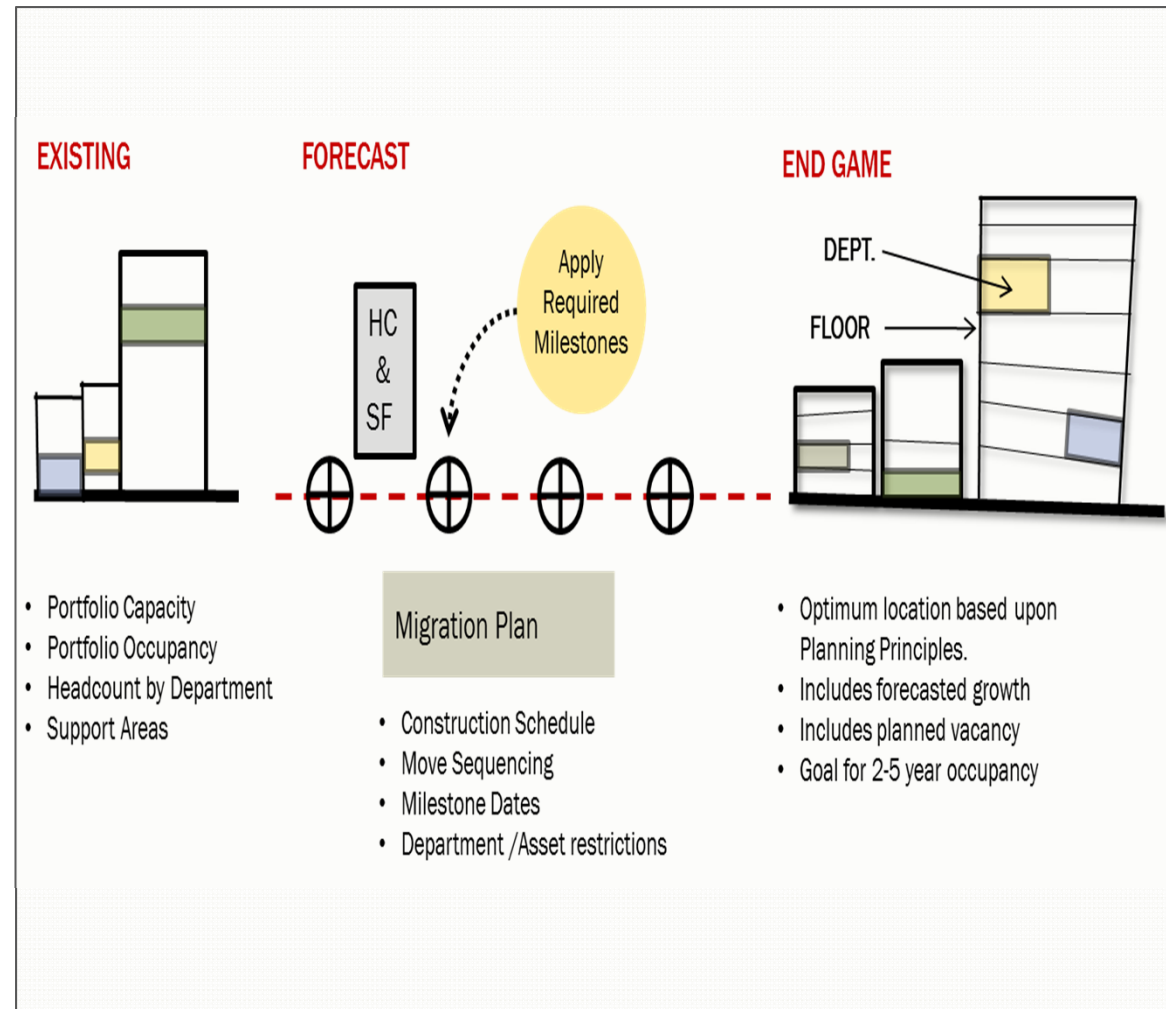 EXISTING
• Portfolio Capacity
• Portfolio Occupancy
• Headcount by Department
• Support Areas
FORECAST
HC
&
SF
Apply
Required
Milestones
Migration Plan
• Construction Schedule
• Move Sequencing
• Milestone Dates
• Department /Asset restrictions
END GAME
DEPT.
FLOOR
• Optimum location based upon
Planning Principles.
• Includes forecasted growth
• Includes planned vacancy
• Goal for 2-5 year occupancy